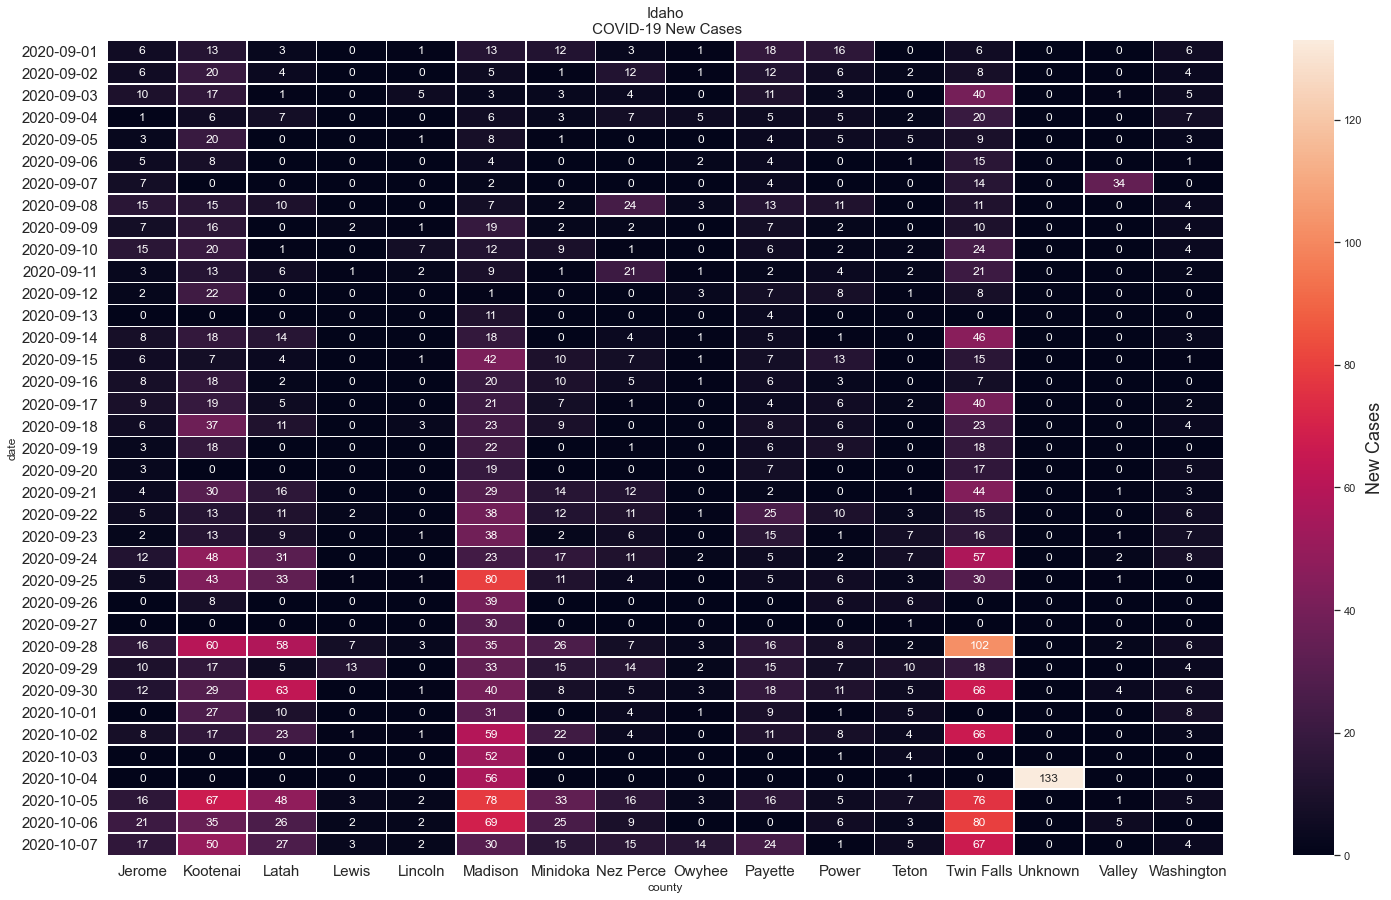 Idaho
COVID-19 New Cases
2020-09-01 6 13 3 0 1 13 12 3 1 18 16 0 6 0 0 6
2020-09-02 6 20 4 0 0 5 1 12 1 12 6 2 8 0 0 4
2020-09-03 10 17 1 0 5 3 3 4 0 11 3 0 40 0 1 5
2020-09-04 1 6 7 0 0 6 3 7 5 5 5 2 20 0 0 7
2020-09-05 3 20 0 0 1 8 1 0 0 4 5 5 9 0 0 3
2020-09-06 5 8 0 0 0 4 0 0 2 4 0 1 15 0 0 1
2020-09-07 7 0 0 0 0 2 0 0 0 4 0 0 14 0 34 0
2020-09-08 15 15 10 0 0 7 2 24 3 13 11 0 11 0 0 4
2020-09-09 7 16 0 2 1 19 2 2 0 7 2 0 10 0 0 4
2020-09-10 15 20 1 0 7 12 9 1 0 6 2 2 24 0 0 4
2020-09-11 3 13 6 1 2 9 1 21 1 2 4 2 21 0 0 2
2020-09-12 2 22 0 0 0 1 0 0 3 7 8 1 8 0 0 0
2020-09-13 0 0 0 0 0 11 0 0 0 4 0 0 0 0 0 0
2020-09-14 8 18 14 0 0 18 0 4 1 5 1 0 46 0 0 3
2020-09-15 6 7 4 0 1 42 10 7 1 7 13 0 15 0 0 1
2020-09-16 8 18 2 0 0 20 10 5 1 6 3 0 7 0 0 0
2020-09-17 9 19 5 0 0 21 7 1 0 4 6 2 40 0 0 2
2020-09-18 6 37 11 0 3 23 9 0 0 8 6 0 23 0 0 4
2020-09-19 3 18 0 0 0 22 0 1 0 6 9 0 18 0 0 0
2020-09-20 3 0 0 0 0 19 0 0 0 7 0 0 17 0 0 5
2020-09-21 4 30 16 0 0 29 14 12 0 2 0 1 44 0 1 3
2020-09-22 5 13 11 2 0 38 12 11 1 25 10 3 15 0 0 6
2020-09-23 2 13 9 0 1 38 2 6 0 15 1 7 16 0 1 7
2020-09-24 12 48 31 0 0 23 17 11 2 5 2 7 57 0 2 8
2020-09-25 5 43 33 1 1 80 11 4 0 5 6 3 30 0 1 0
2020-09-26 0 8 0 0 0 39 0 0 0 0 6 6 0 0 0 0
2020-09-27 0 0 0 0 0 30 0 0 0 0 0 1 0 0 0 0
2020-09-28 16 60 58 7 3 35 26 7 3 16 8 2 102 0 2 6
2020-09-29 10 17 5 13 0 33 15 14 2 15 7 10 18 0 0 4
2020-09-30 12 29 63 0 1 40 8 5 3 18 11 5 66 0 4 6
2020-10-01 0 27 10 0 0 31 0 4 1 9 1 5 0 0 0 8
2020-10-02 8 17 23 1 1 59 22 4 0 11 8 4 66 0 0 3
2020-10-03 0 0 0 0 0 52 0 0 0 0 1 4 0 0 0 0
2020-10-04 0 0 0 0 0 56 0 0 0 0 0 1 0 133 0 0
2020-10-05 16 67 48 3 2 78 33 16 3 16 5 7 76 0 1 5
2020-10-06 21 35 26 2 2 69 25 9 0 0 6 3 80 0 5 0
2020-10-07 17 50 27 3 2 30 15 15 14 24 1 5 67 0 0 4
Jerome Kootenai Latah Lewis Lincoln Madison Minidoka Nez Perce Owyhee Payette Power Teton Twin Falls Unknown Valley Washington
county
date
120
100
80
60
40
20
0
New Cases